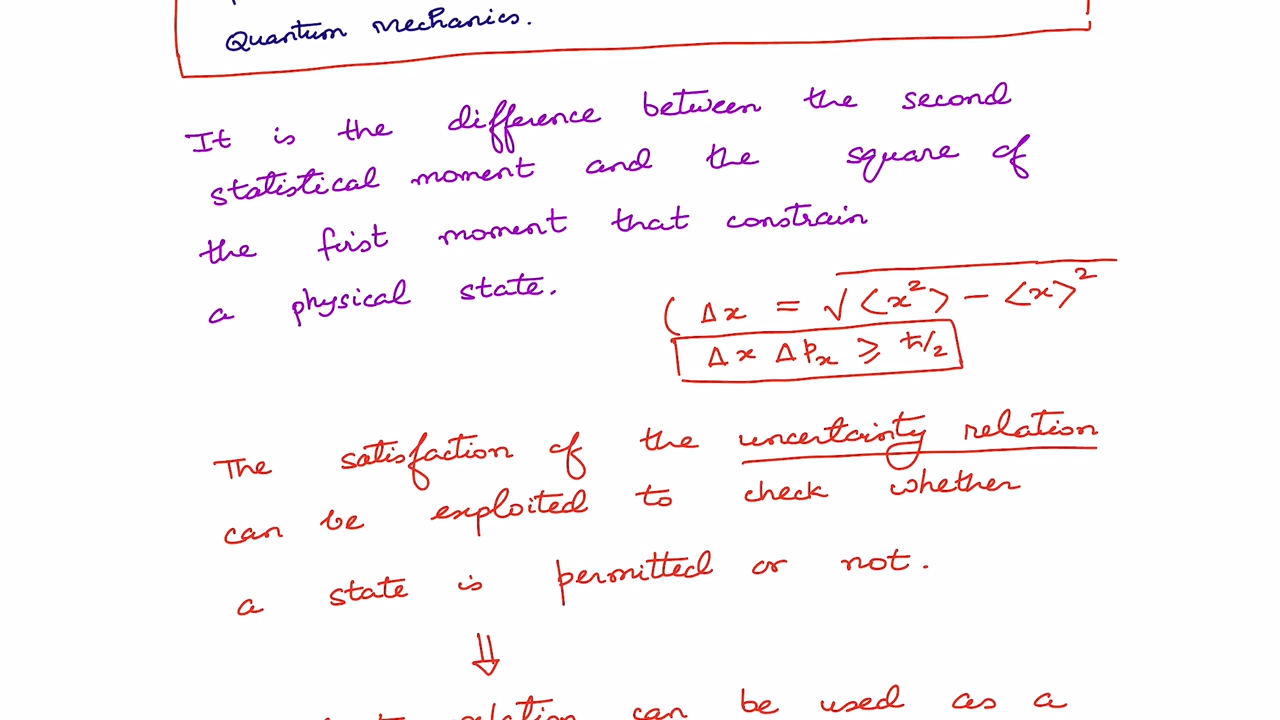 Quantum mechanics.
It is the difference between the second
statistical moment and the square of
the first moment that constrain
a physical state.
( Δx = √⟨x²⟩ - ⟨x⟩²
Δx Δpₓ ≥ ħ/2
The satisfaction of the uncertainty relation
can be exploited to check whether
a state is permitted or not.
⇓
relation can be used as a